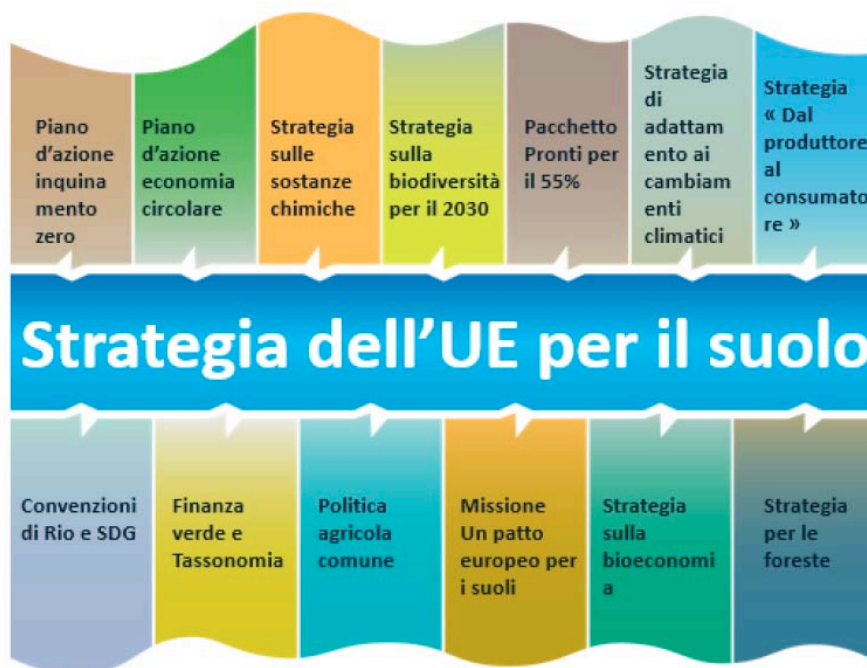 Piano
d'azione
inquina
mento
zero
Piano
d'azione
economia
circolare
Strategia
sulle
sostanze
chimiche
Strategia
sulla
biodiversità
per il 2030
Pacchetto
Pronti per
il 55%
Strategia
di
adattam
ento ai
cambiam
enti
climatici
Strategia
« Dal
produttore
al
consumato
re »
Strategia dell'UE per il suolo
Convenzioni
di Rio e SDG
Finanza
verde e
Tassonomia
Politica
agricola
comune
Missione
Un patto
europeo per
i suoli
Strategia
sulla
bioeconomi
a
Strategia
per le
foreste